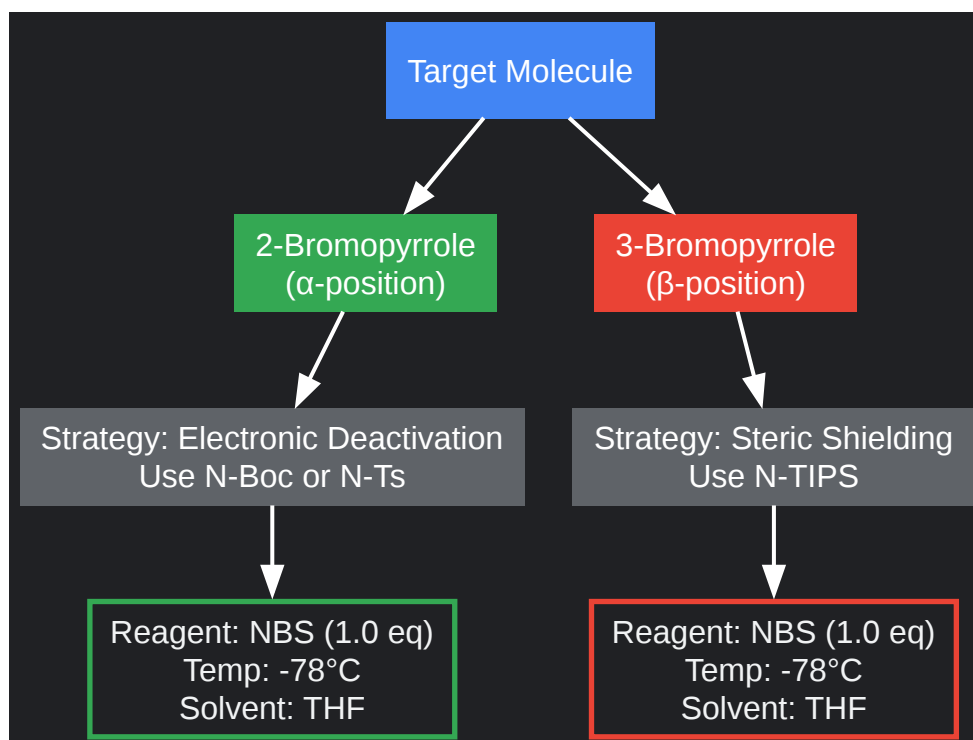 Target Molecule
2-Bromopyrrole
(α-position)
3-Bromopyrrole
(β-position)
Strategy: Electronic Deactivation
Use N-Boc or N-Ts
Strategy: Steric Shielding
Use N-TIPS
Reagent: NBS (1.0 eq)
Temp: -78°C
Solvent: THF
Reagent: NBS (1.0 eq)
Temp: -78°C
Solvent: THF